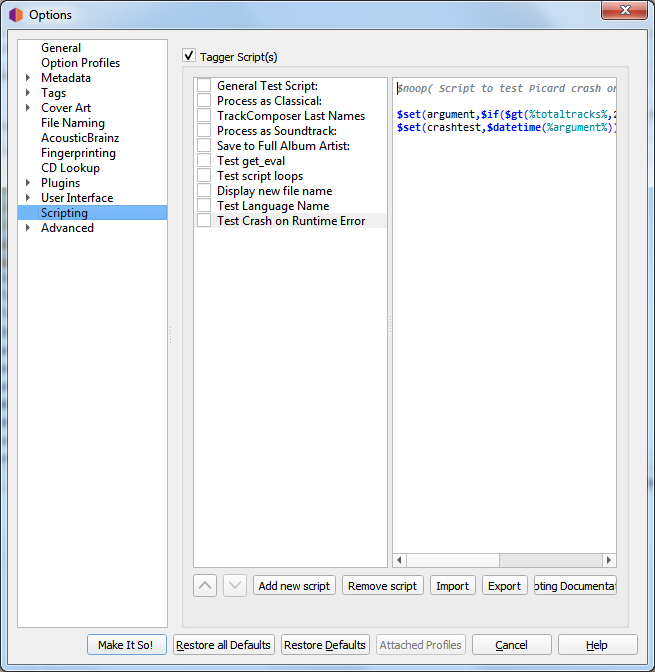 Options
General
Option Profiles
Metadata
Tags
Cover Art
File Naming
AcousticBrainz
Fingerprinting
CD Lookup
Plugins
User Interface
Scripting
Advanced
Tagger Script(s)
General Test Script:
Process as Classical:
TrackComposer Last Names
Process as Soundtrack:
Save to Full Album Artist:
Test get_eval
Test script loops
Display new file name
Test Language Name
Test Crash on Runtime Error
$noop( Script to test Picard crash on
$set(argument,$if($gt(%totaltracks%,2
$set(crashtest,$datetime(%argument%))
Add new script
Remove script
Import
Export
pting Documentat
Make It So!
Restore all Defaults
Restore Defaults
Attached Profiles
Cancel
Help